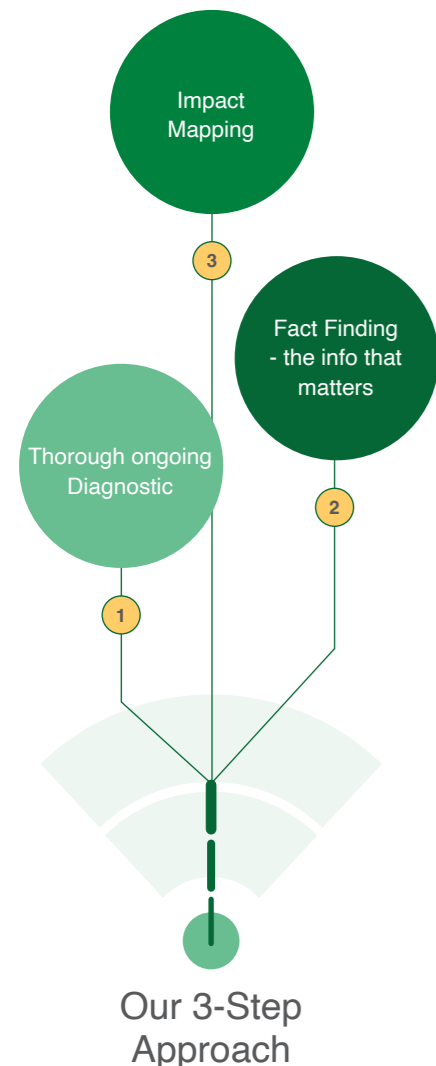 Impact
Mapping
3
Fact Finding
- the info that
matters
Thorough ongoing
Diagnostic
2
1
Our 3-Step
Approach